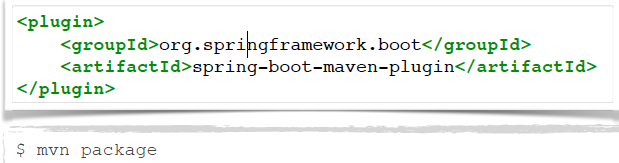 <plugin>
    <groupId>org.springframework.boot</groupId>
    <artifactId>spring-boot-maven-plugin</artifactId>
</plugin>
$ mvn package